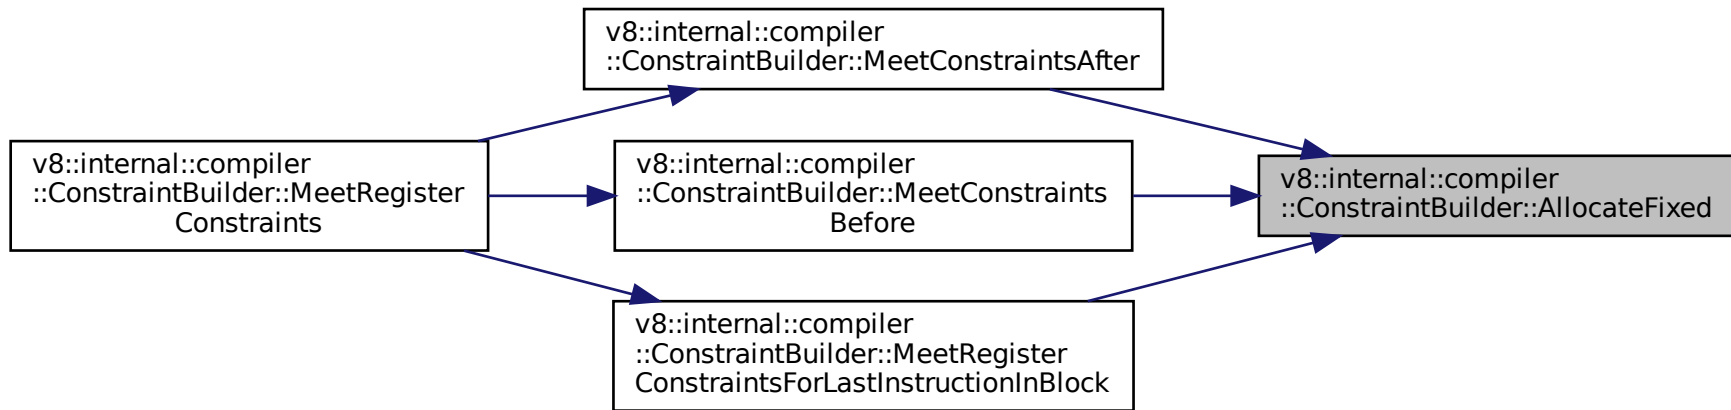 v8::internal::compiler
::ConstraintBuilder::MeetConstraintsAfter
v8::internal::compiler
::ConstraintBuilder::MeetRegister
Constraints
v8::internal::compiler
::ConstraintBuilder::MeetConstraints
Before
v8::internal::compiler
::ConstraintBuilder::AllocateFixed
v8::internal::compiler
::ConstraintBuilder::MeetRegister
ConstraintsForLastInstructionInBlock